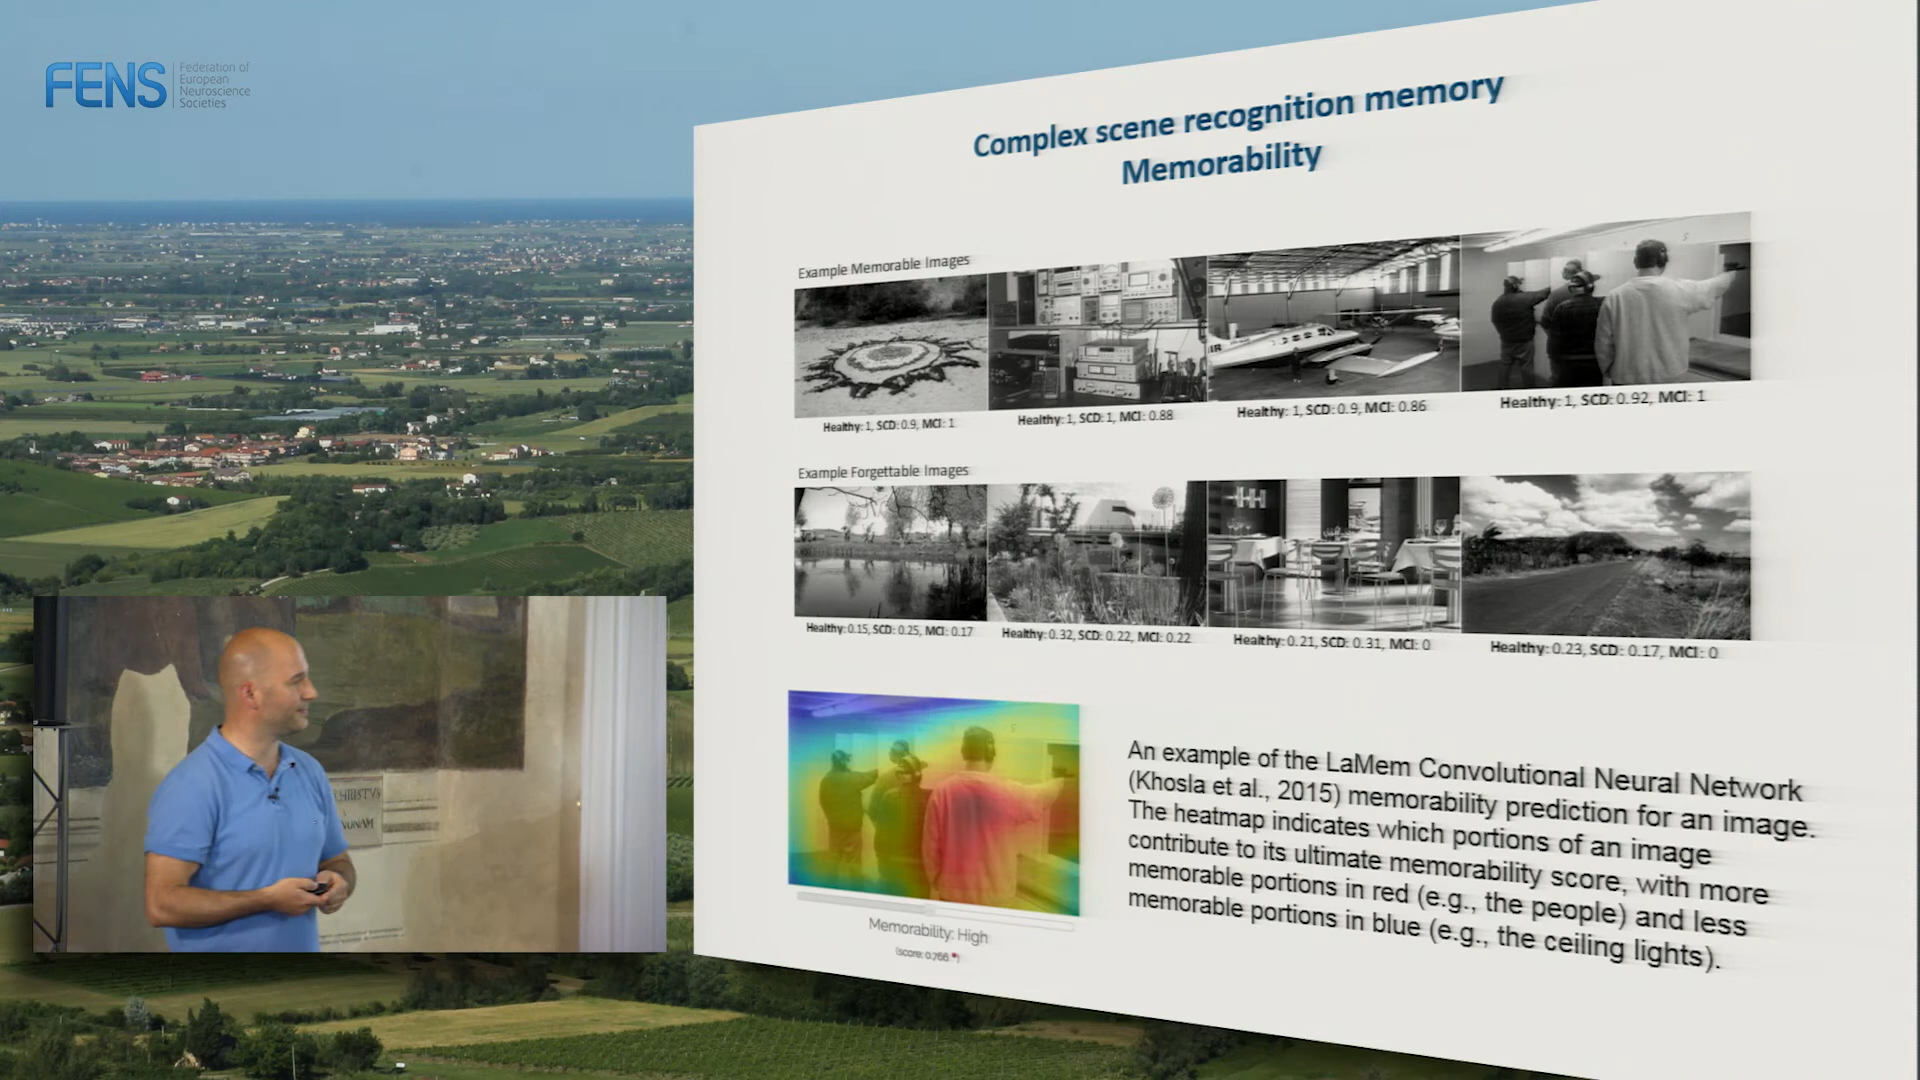 FENS
Federation of
European
Neuroscience
Societies
Complex scene recognition memory
Memorability
Example Memorable Images
Healthy: 1, SCD: 0.9, MCI: 1
Healthy: 1, SCD: 1, MCI: 0.88
Healthy: 1, SCD: 0.9, MCI: 0.86
Healthy: 1, SCD: 0.92, MCI: 1
Example Forgettable Images
Healthy: 0.15, SCD: 0.25, MCI: 0.17
Healthy: 0.32, SCD: 0.22, MCI: 0.22
Healthy: 0.21, SCD: 0.31, MCI: 0
Healthy: 0.23, SCD: 0.17, MCI: 0
Memorability: High
(score: 0.766 *)
An example of the LaMem Convolutional Neural Network
(Khosla et al., 2015) memorability prediction for an image.
The heatmap indicates which portions of an image
contribute to its ultimate memorability score, with more
memorable portions in red (e.g., the people) and less
memorable portions in blue (e.g., the ceiling lights).
CHRISTVS